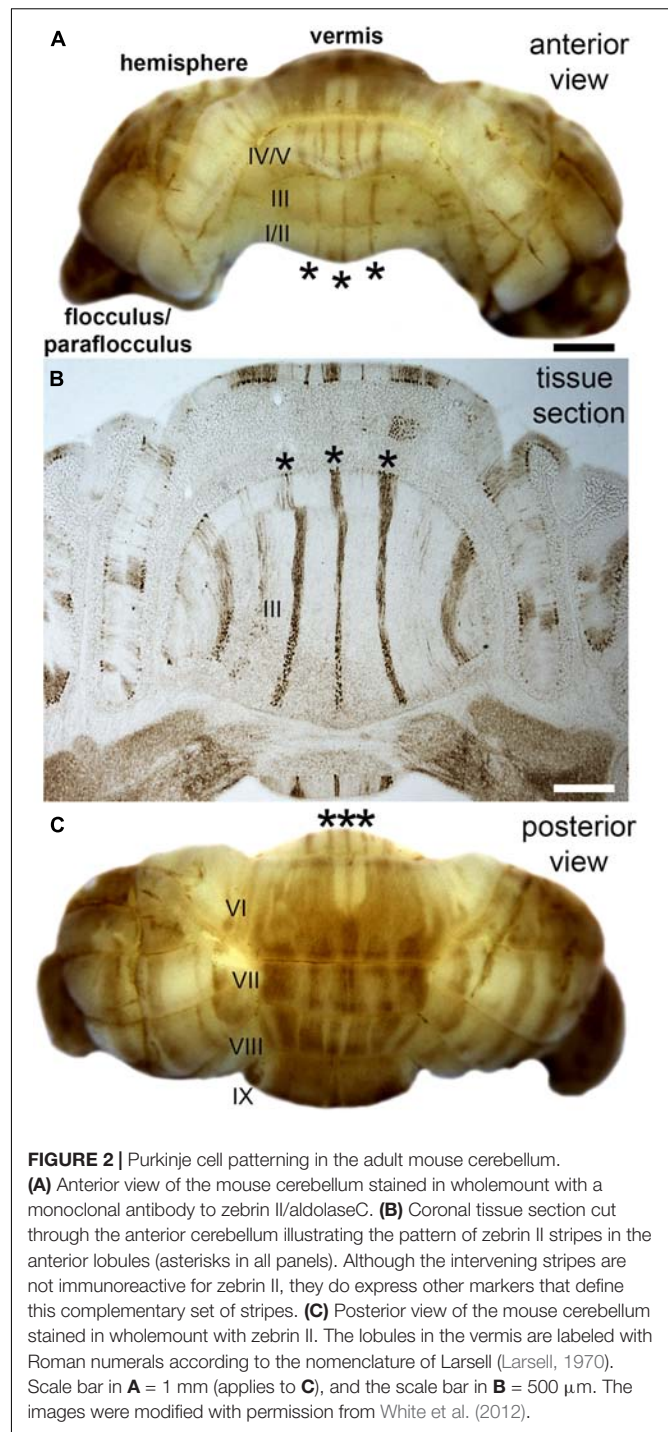 A
vermis
anterior
view
hemisphere
IV/V
III
I/II
* * *
flocculus/
paraflocculus
B
tissue
section
* * *
III
C
***
posterior
view
VI
VII
VIII
IX
FIGURE 2 | Purkinje cell patterning in the adult mouse cerebellum.
(A) Anterior view of the mouse cerebellum stained in wholemount with a
monoclonal antibody to zebrin II/aldolaseC. (B) Coronal tissue section cut
through the anterior cerebellum illustrating the pattern of zebrin II stripes in the
anterior lobules (asterisks in all panels). Although the intervening stripes are
not immunoreactive for zebrin II, they do express other markers that define
this complementary set of stripes. (C) Posterior view of the mouse cerebellum
stained in wholemount with zebrin II. The lobules in the vermis are labeled with
Roman numerals according to the nomenclature of Larsell (Larsell, 1970).
Scale bar in A = 1 mm (applies to C), and the scale bar in B = 500 μm. The
images were modified with permission from White et al. (2012).